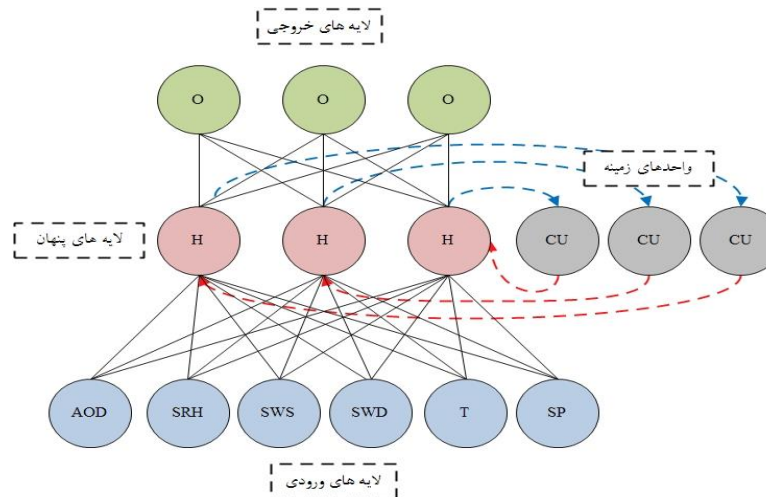 لایه های خروجی
O O O
واحدهای زمینه
لایه های پنهان
H H H CU CU CU
AOD SRH SWS SWD T SP
لایه های ورودی